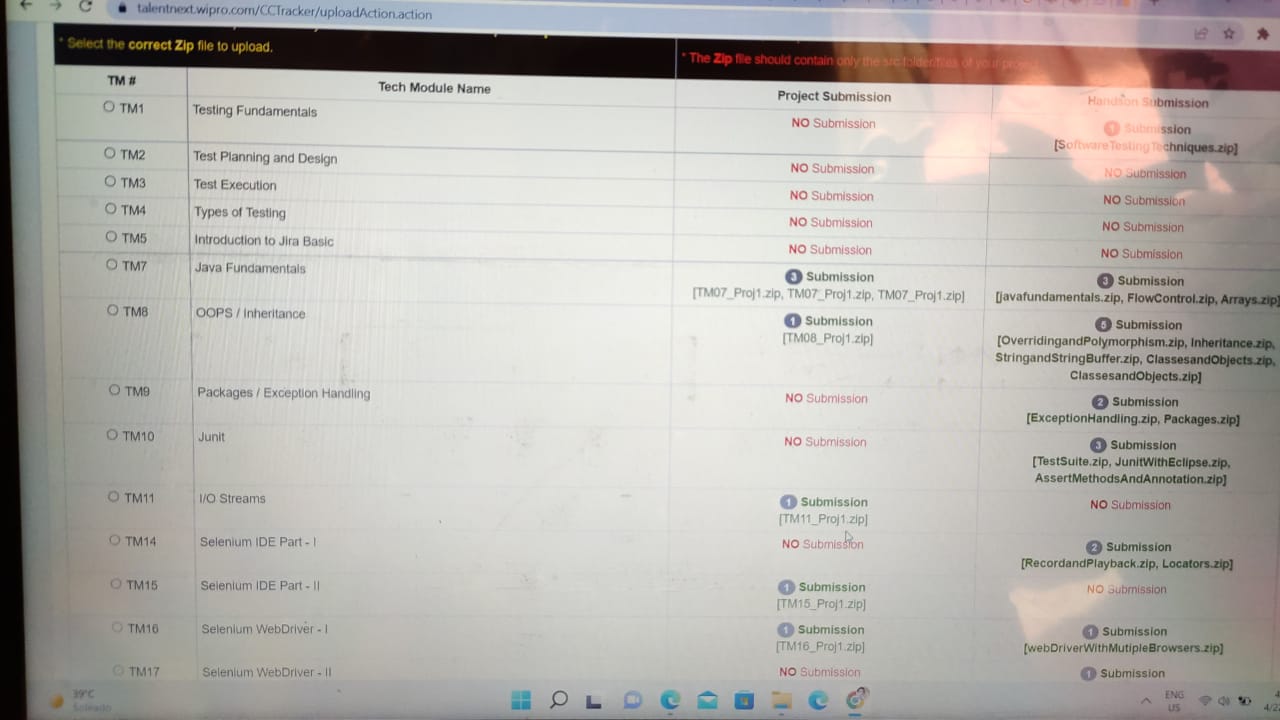 talentnext.wipro.com/CCTracker/uploadAction.action
* Select the correct Zip file to upload.
* The Zip file should contain only the src folder/files of your project
TM # Tech Module Name Project Submission Handson Submission
TM1 Testing Fundamentals NO Submission 1 Submission
[SoftwareTestingTechniques.zip]
TM2 Test Planning and Design NO Submission NO Submission
TM3 Test Execution NO Submission NO Submission
TM4 Types of Testing NO Submission NO Submission
TM5 Introduction to Jira Basic NO Submission NO Submission
TM7 Java Fundamentals 3 Submission 3 Submission
[TM07_Proj1.zip, TM07_Proj1.zip, TM07_Proj1.zip] [javafundamentals.zip, FlowControl.zip, Arrays.zip]
TM8 OOPS / Inheritance 1 Submission 5 Submission
[TM08_Proj1.zip] [OverridingandPolymorphism.zip, Inheritance.zip,
StringandStringBuffer.zip, ClassesandObjects.zip,
ClassesandObjects.zip]
TM9 Packages / Exception Handling NO Submission 2 Submission
[ExceptionHandling.zip, Packages.zip]
TM10 Junit NO Submission 3 Submission
[TestSuite.zip, JunitWithEclipse.zip,
AssertMethodsAndAnnotation.zip]
TM11 I/O Streams 1 Submission NO Submission
[TM11_Proj1.zip]
TM14 Selenium IDE Part - I NO Submission 2 Submission
[RecordandPlayback.zip, Locators.zip]
TM15 Selenium IDE Part - II 1 Submission NO Submission
[TM15_Proj1.zip]
TM16 Selenium WebDriver - I 1 Submission 1 Submission
[TM16_Proj1.zip] [webDriverWithMutipleBrowsers.zip]
TM17 Selenium WebDriver - II NO Submission 1 Submission
39°C
Soleado
ENG
US